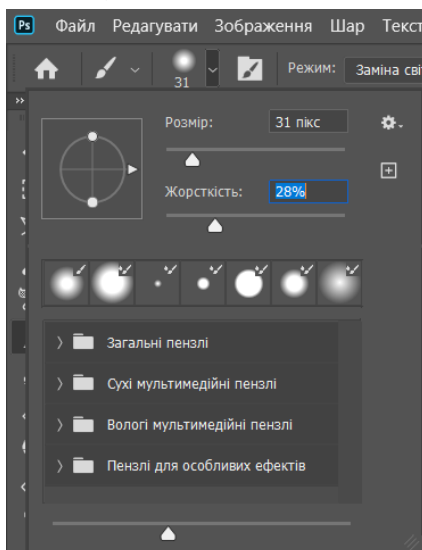 Ps Файл Редагувати Зображення Шар Текст
31 Режим: Заміна сві
Розмір: 31 пікс
Жорсткість: 28%
Загальні пензлі
Сухі мультимедійні пензлі
Вологі мультимедійні пензлі
Пензлі для особливих ефектів